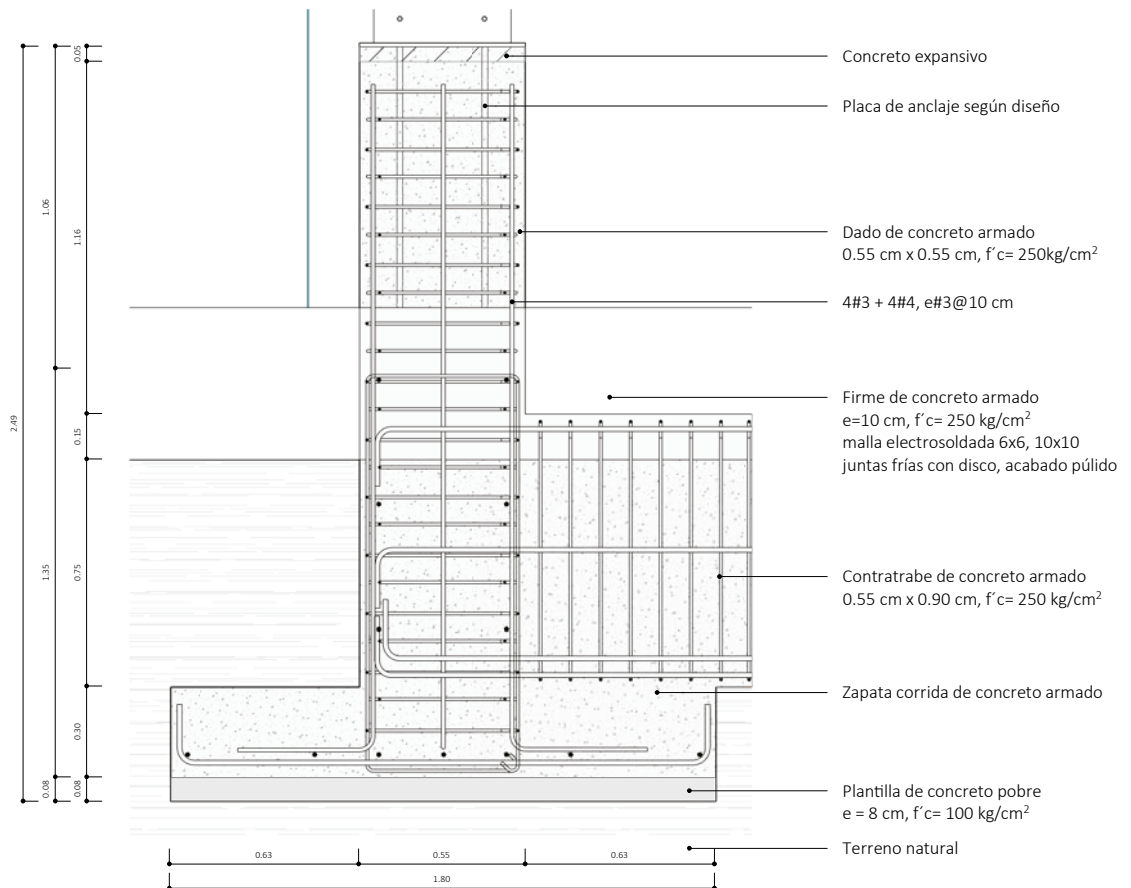 Concreto expansivo
Placa de anclaje según diseño
Dado de concreto armado
0.55 cm x 0.55 cm, f´c= 250kg/cm²
4#3 + 4#4, e#3@10 cm
Firme de concreto armado
e=10 cm, f´c= 250 kg/cm²
malla electrosoldada 6x6, 10x10
juntas frías con disco, acabado púlido
Contratrabe de concreto armado
0.55 cm x 0.90 cm, f´c= 250 kg/cm²
Zapata corrida de concreto armado
Plantilla de concreto pobre
e = 8 cm, f´c= 100 kg/cm²
Terreno natural
2.49
1.06
1.35
0.08
0.05
1.16
0.15
0.75
0.30
0.08
0.63
0.55
0.63
1.80